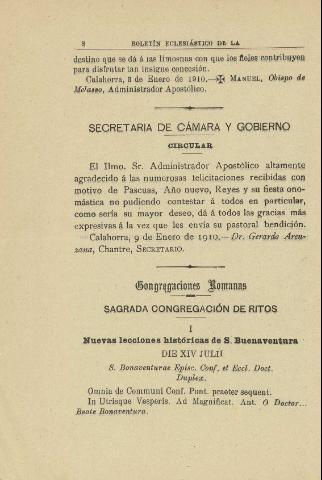 8 BOLETÍN ECLESIÁSTICO DE LA
destino que se dá á las limosnas con que los fieles contribuyen
para disfrutar tan insigne concesión.
Calahorra, 8 de Enero de 1910.—✠ MANUEL, Obispo de
Melasso, Administrador Apostólico.
SECRETARIA DE CÁMARA Y GOBIERNO
CIRCULAR
El Ilmo. Sr. Administrador Apostólico altamente
agradecido á las numerosas felicitaciones recibidas con
motivo de Pascuas, Año nuevo, Reyes y su fiesta ono-
mástica no pudiendo contestar á todos en particular,
como sería su mayor deseo, dá á todos las gracias más
expresivas á la vez que les envía su pastoral bendición.
Calahorra, 9 de Enero de 1910.—Dr. Gerardo Aren-
zana, Chantre, SECRETARIO.
Congregaciones Romanas
SAGRADA CONGREGACIÓN DE RITOS
I
Nuevas lecciones históricas de S. Buenaventura
DIE XIV JULII
S. Bonaventurae Episc. Conf. et Eccl. Doct.
Duplex.
Omnia de Communi Conf. Pont. praeter sequent.
In Utrisque Vesperis. Ad Magnificat. Ant. O Doctor...
Beate Bonaventura.